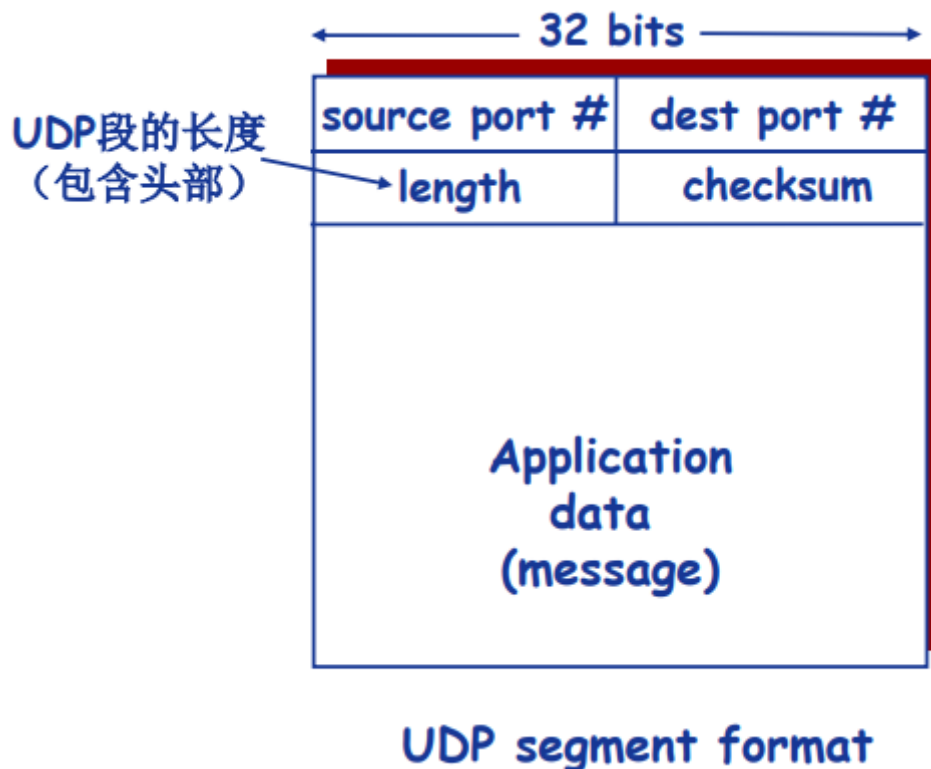 32 bits
source port # dest port #
UDP段的长度
（包含头部）
length checksum
Application
data
(message)
UDP segment format